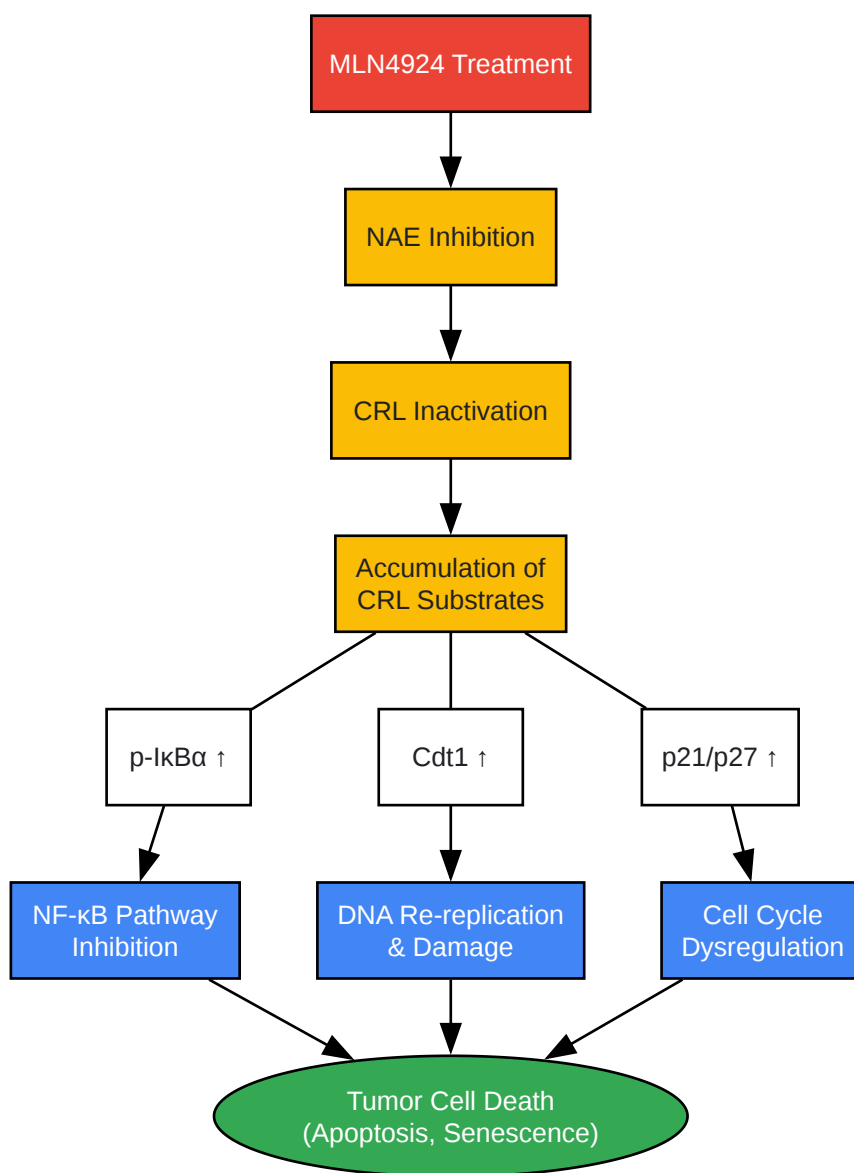 MLN4924 Treatment
NAE Inhibition
CRL Inactivation
Accumulation of
CRL Substrates
p-IκBα ↑
Cdt1 ↑
p21/p27 ↑
NF-κB Pathway
Inhibition
DNA Re-replication
& Damage
Cell Cycle
Dysregulation
Tumor Cell Death
(Apoptosis, Senescence)